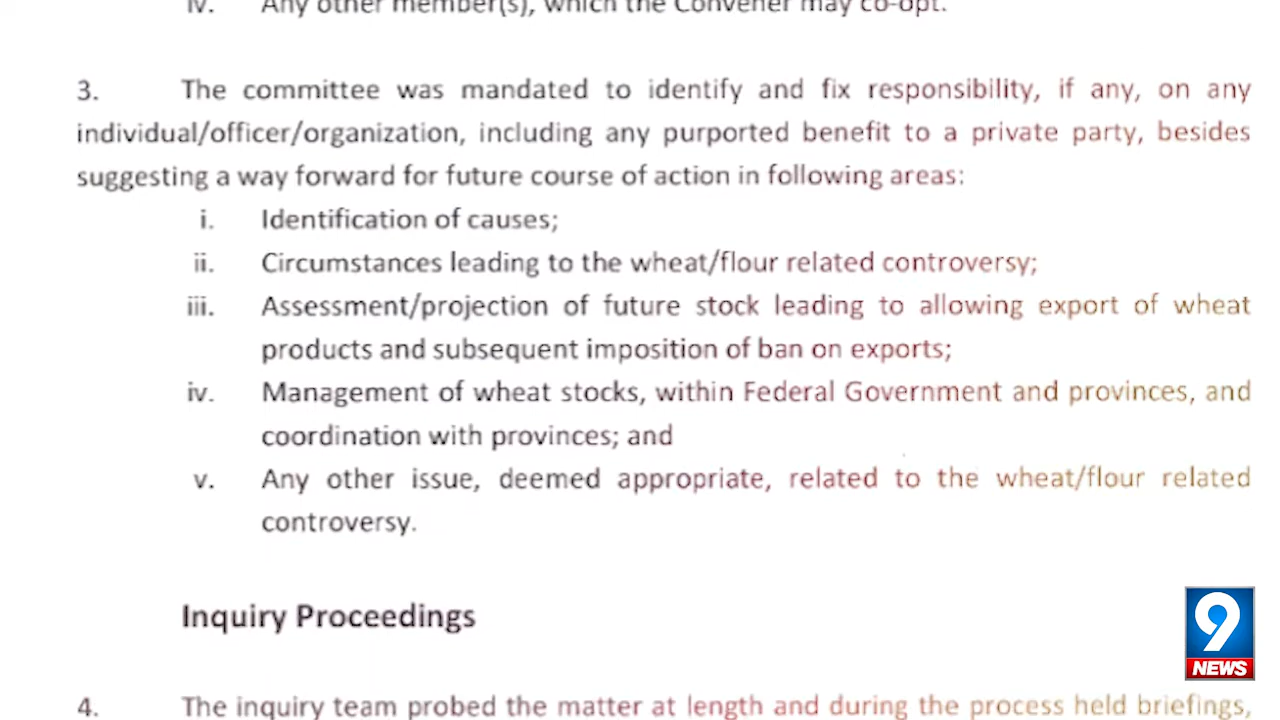 iv. Any other member(s), which the Convener may co-opt.
3. The committee was mandated to identify and fix responsibility, if any, on any
individual/officer/organization, including any purported benefit to a private party, besides
suggesting a way forward for future course of action in following areas:
i. Identification of causes;
ii. Circumstances leading to the wheat/flour related controversy;
iii. Assessment/projection of future stock leading to allowing export of wheat
products and subsequent imposition of ban on exports;
iv. Management of wheat stocks, within Federal Government and provinces, and
coordination with provinces; and
v. Any other issue, deemed appropriate, related to the wheat/flour related
controversy.
Inquiry Proceedings
4. The inquiry team probed the matter at length and during the process held briefings,
9
NEWS